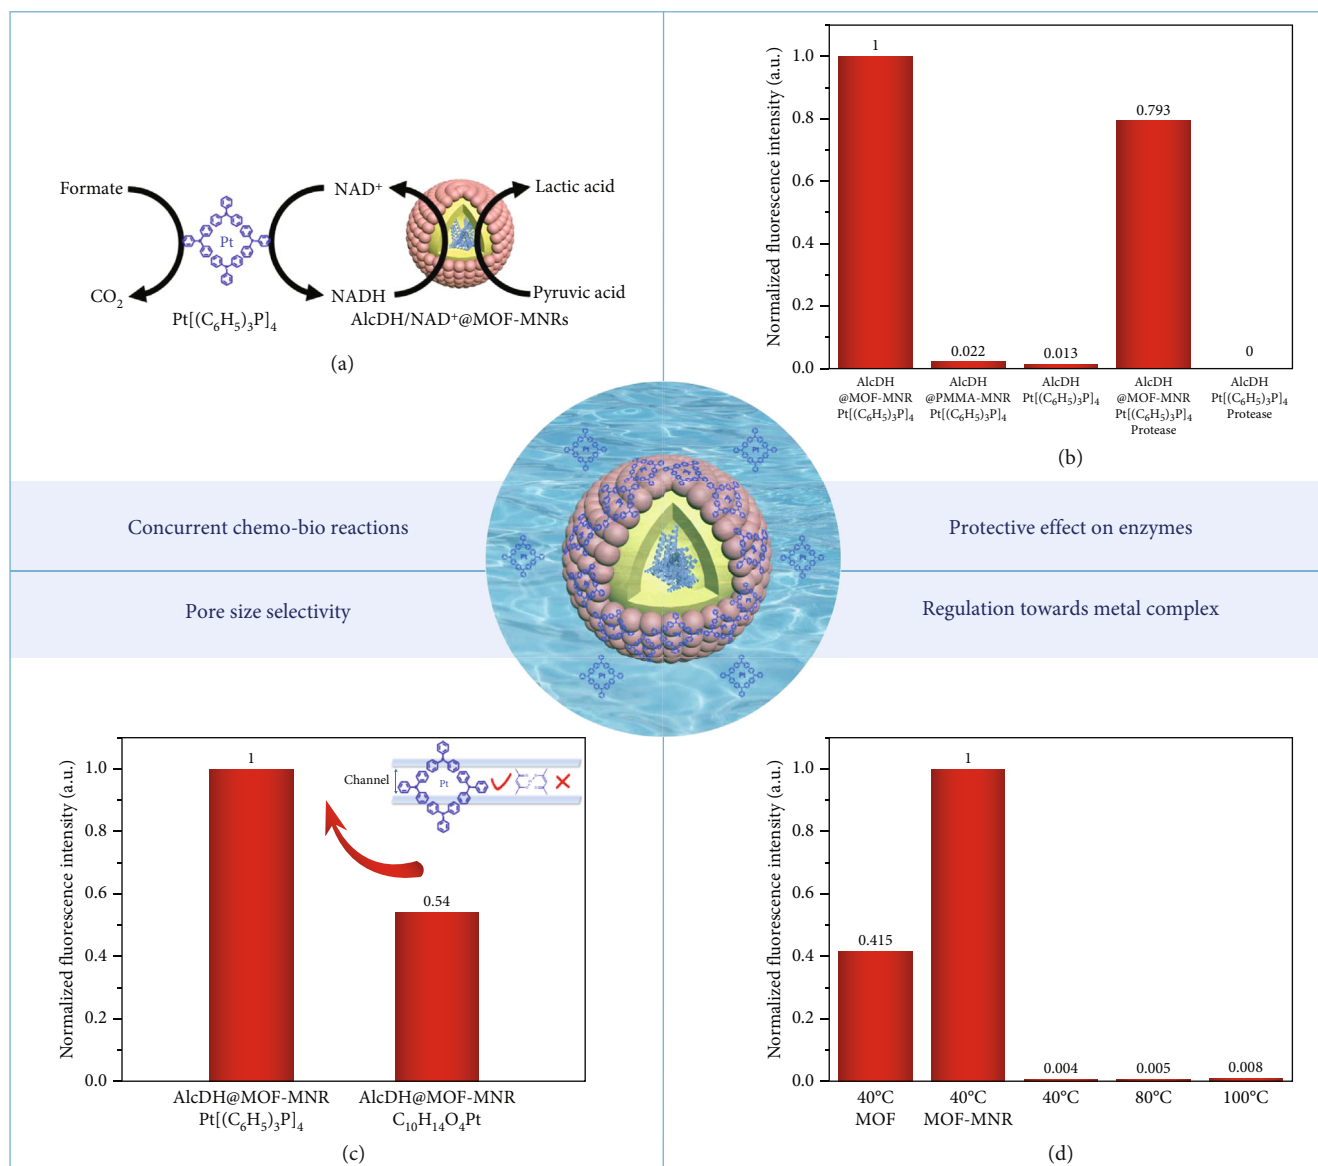 Formate
CO₂
Pt
Pt[(C₆H₅)₃P]₄
NAD⁺
NADH
Lactic acid
Pyruvic acid
AlcDH/NAD⁺@MOF-MNRs
(a)
Normalized fluorescence intensity (a.u.)
1.0
0.8
0.6
0.4
0.2
0.0
1
0.022
0.013
0.793
0
AlcDH
@MOF-MNR
Pt[(C₆H₅)₃P]₄
AlcDH
@PMMA-MNR
Pt[(C₆H₅)₃P]₄
AlcDH
Pt[(C₆H₅)₃P]₄
AlcDH
@MOF-MNR
Pt[(C₆H₅)₃P]₄
Protease
AlcDH
Pt[(C₆H₅)₃P]₄
Protease
(b)
Concurrent chemo-bio reactions
Protective effect on enzymes
Pore size selectivity
Regulation towards metal complex
Pt
Pt
Pt
Pt
Pt
Pt
Normalized fluorescence intensity (a.u.)
1.0
0.8
0.6
0.4
0.2
0.0
1
0.54
Channel
Pt
AlcDH@MOF-MNR
Pt[(C₆H₅)₃P]₄
AlcDH@MOF-MNR
C₁₀H₁₄O₄Pt
(c)
Normalized fluorescence intensity (a.u.)
1.0
0.8
0.6
0.4
0.2
0.0
0.415
1
0.004
0.005
0.008
40°C
MOF
40°C
MOF-MNR
40°C
80°C
100°C
(d)